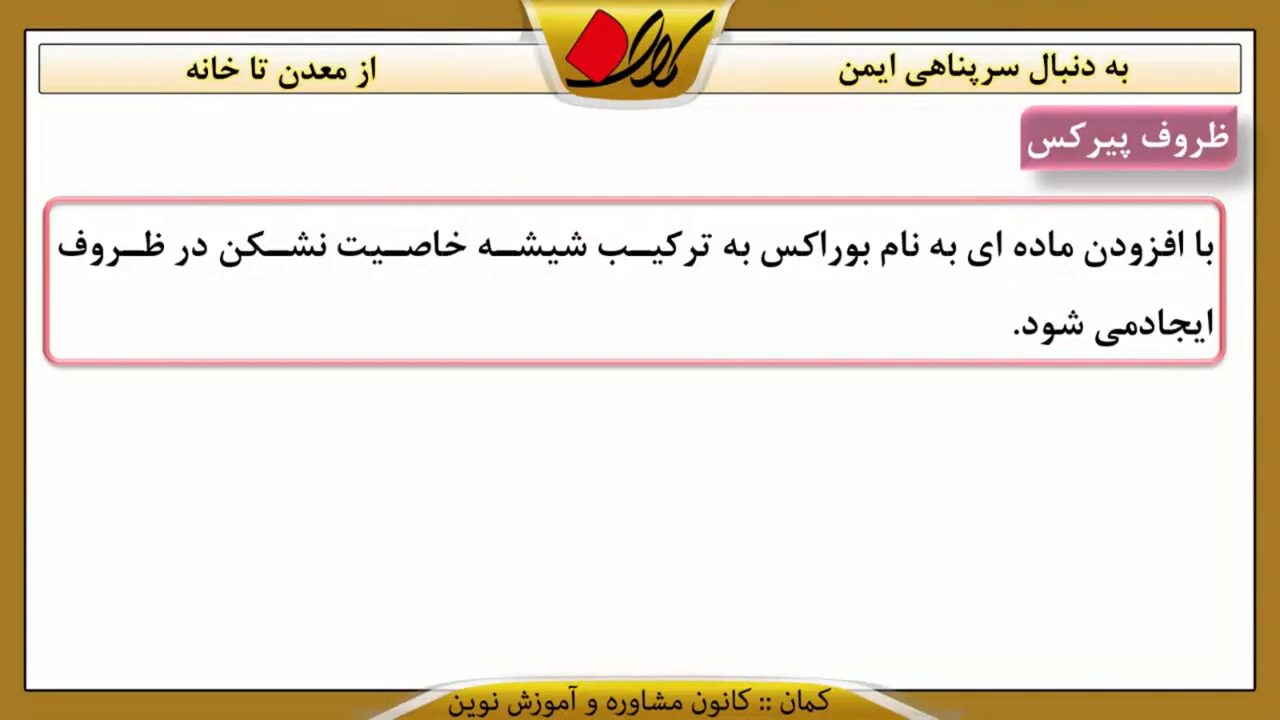 به دنبال سرپناهی ایمن
کمان
از معدن تا خانه
ظروف پیرکس
با افزودن ماده ای به نام بوراکس به ترکیب شیشه خاصیت نشکن در ظروف
ایجادمی شود.
کمان :: کانون مشاوره و آموزش نوین